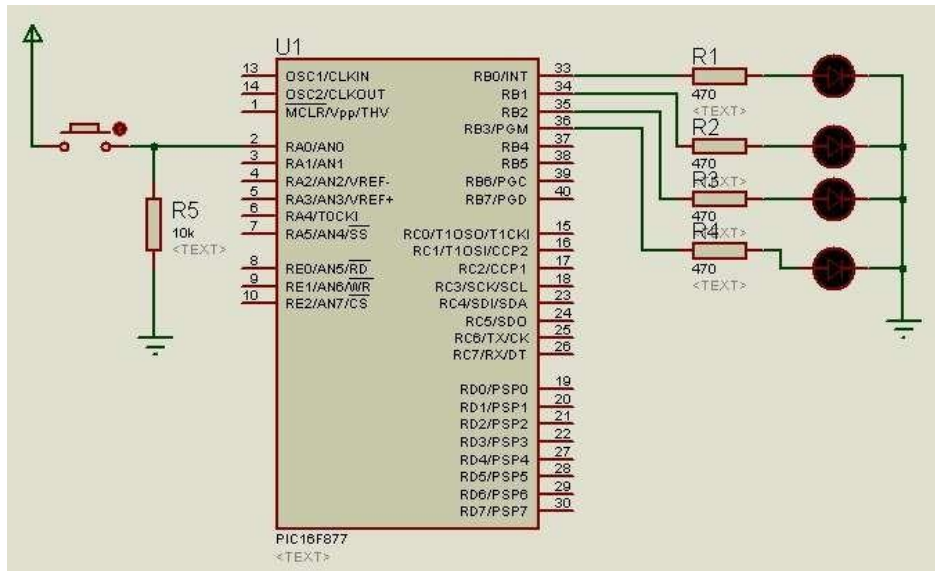 U1
13 OSC1/CLKIN
14 OSC2/CLKOUT
1 MCLR/Vpp/THV
2 RA0/AN0
3 RA1/AN1
4 RA2/AN2/VREF-
5 RA3/AN3/VREF+
6 RA4/T0CKI
7 RA5/AN4/SS
8 RE0/AN5/RD
9 RE1/AN6/WR
10 RE2/AN7/CS
RB0/INT 33
RB1 34
RB2 35
RB3/PGM 36
RB4 37
RB5 38
RB6/PGC 39
RB7/PGD 40
RC0/T1OSO/T1CKI 15
RC1/T1OSI/CCP2 16
RC2/CCP1 17
RC3/SCK/SCL 18
RC4/SDI/SDA 23
RC5/SDO 24
RC6/TX/CK 25
RC7/RX/DT 26
RD0/PSP0 19
RD1/PSP1 20
RD2/PSP2 21
RD3/PSP3 22
RD4/PSP4 27
RD5/PSP5 28
RD6/PSP6 29
RD7/PSP7 30
PIC16F877
<TEXT>
R5
10k
<TEXT>
R1
470
<TEXT>
R2
470
<TEXT>
R3
470
<TEXT>
R4
470
<TEXT>